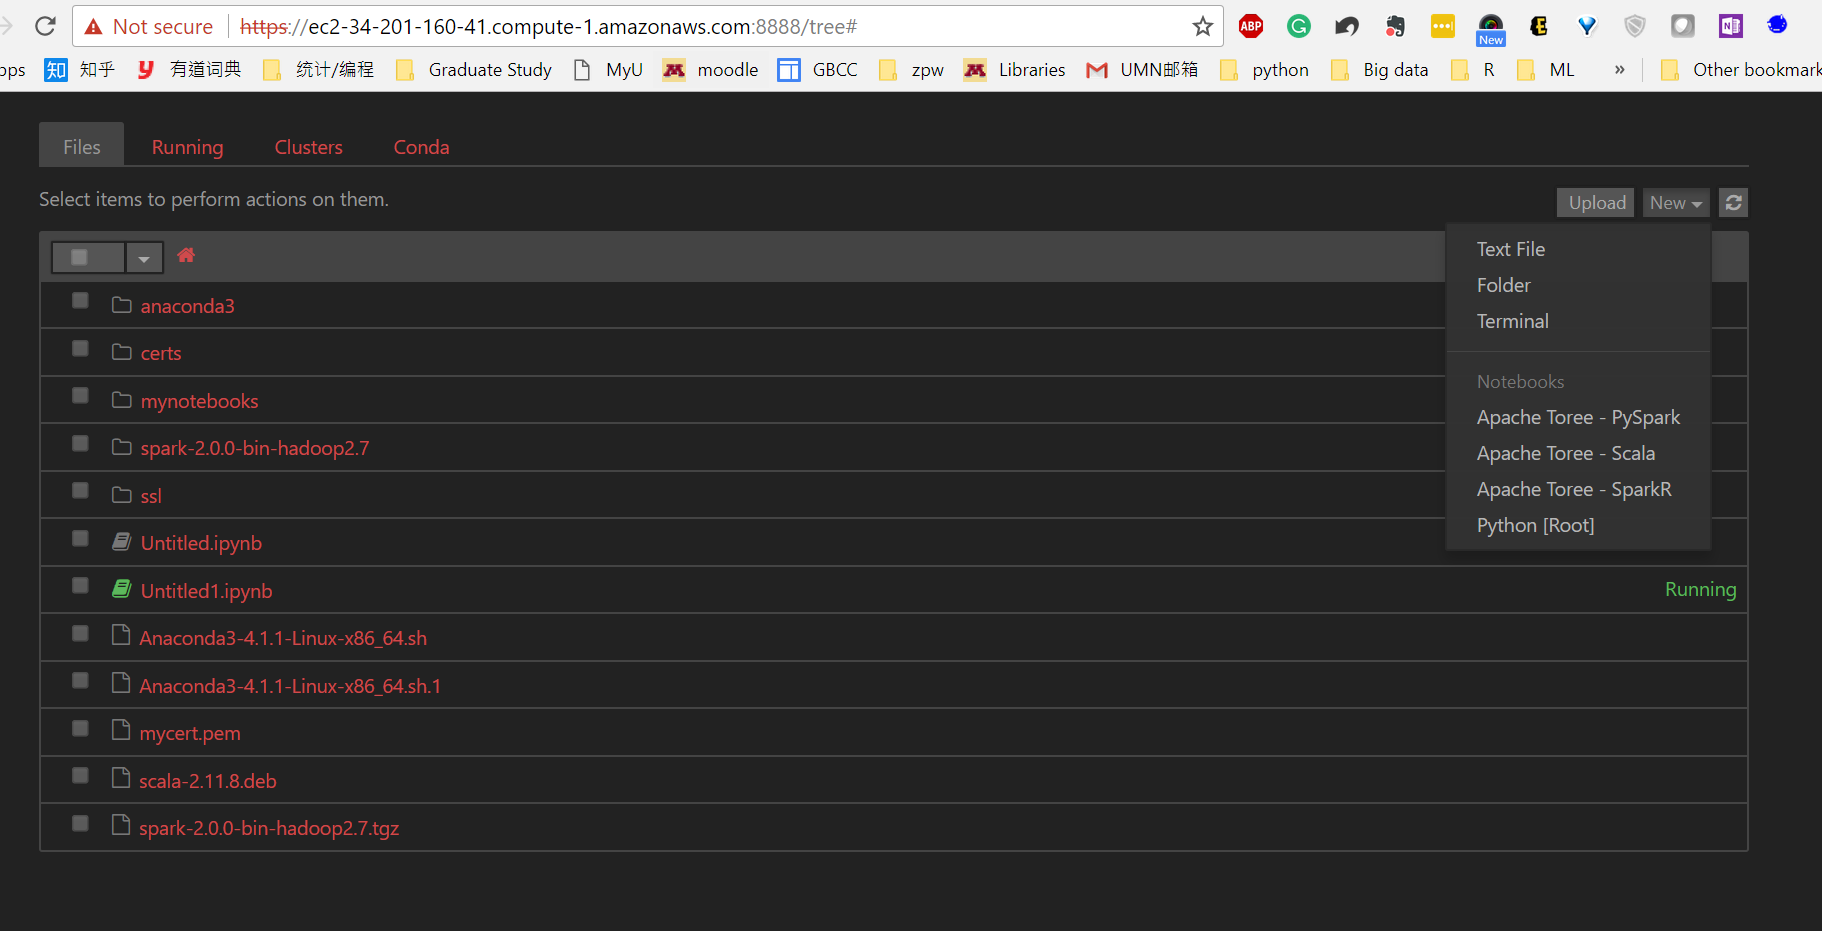 Not secure https://ec2-34-201-160-41.compute-1.amazonaws.com:8888/tree#
ABP
New
知 知乎 y 有道词典 统计/编程 Graduate Study MyU moodle GBCC zpw Libraries UMN邮箱 python Big data R ML » Other bookmark
Files Running Clusters Conda
Select items to perform actions on them.
Upload New
Text File
Folder
Terminal
Notebooks
Apache Toree - PySpark
Apache Toree - Scala
Apache Toree - SparkR
Python [Root]
anaconda3
certs
mynotebooks
spark-2.0.0-bin-hadoop2.7
ssl
Untitled.ipynb
Untitled1.ipynb Running
Anaconda3-4.1.1-Linux-x86_64.sh
Anaconda3-4.1.1-Linux-x86_64.sh.1
mycert.pem
scala-2.11.8.deb
spark-2.0.0-bin-hadoop2.7.tgz